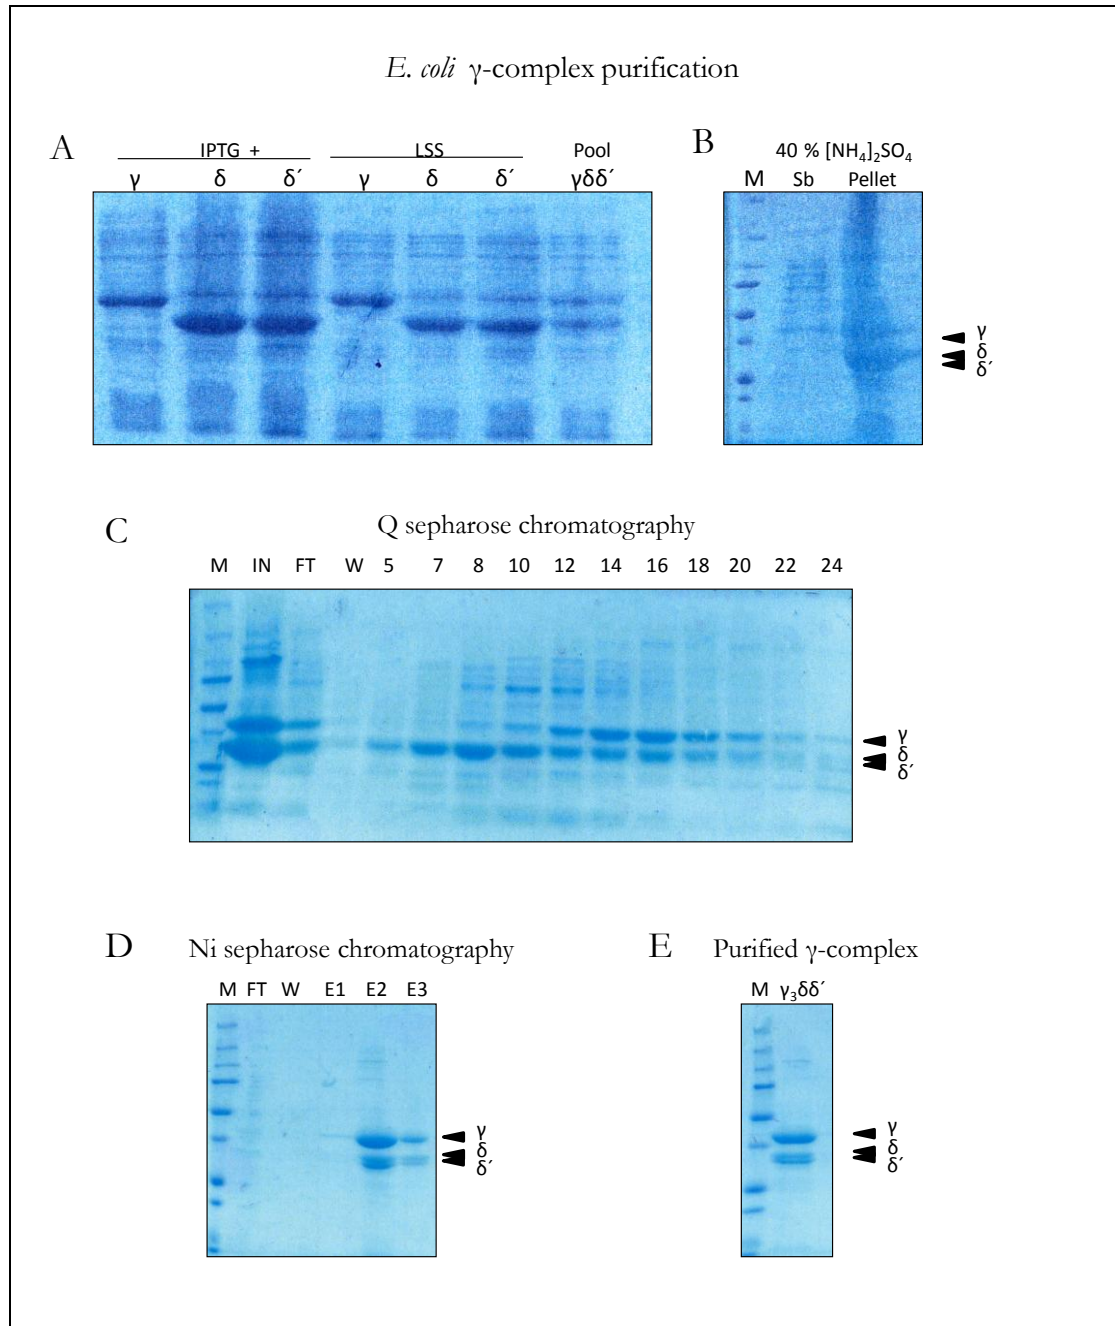 E. coli γ-complex purification
A
IPTG +
LSS
Pool
γ δ δ´ γ δ δ´ γδδ´
B
40 % [NH₄]₂SO₄
M Sb Pellet
γ
δ
δ´
C
Q sepharose chromatography
M IN FT W 5 7 8 10 12 14 16 18 20 22 24
γ
δ
δ´
D
Ni sepharose chromatography
M FT W E1 E2 E3
γ
δ
δ´
E
Purified γ-complex
M γ₃δδ´
γ
δ
δ´